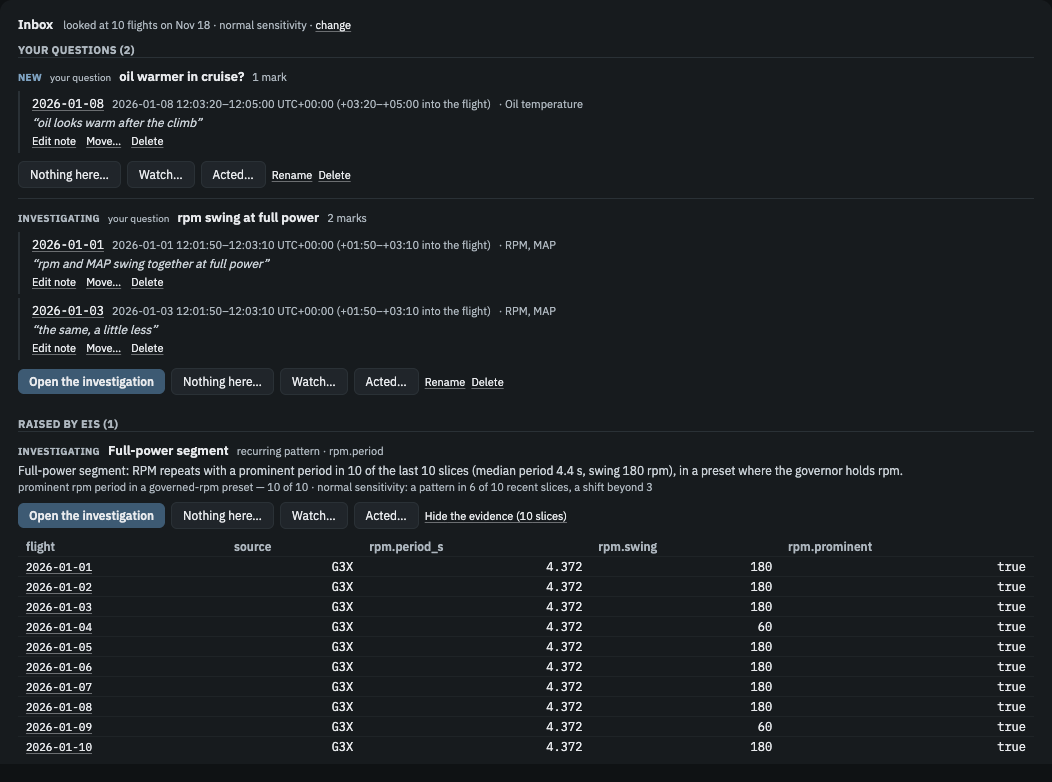 Inbox looked at 10 flights on Nov 18 · normal sensitivity · change
YOUR QUESTIONS (2)
NEW your question oil warmer in cruise? 1 mark
2026-01-08 2026-01-08 12:03:20–12:05:00 UTC+00:00 (+03:20–+05:00 into the flight) · Oil temperature
“oil looks warm after the climb”
Edit note Move... Delete
Nothing here... Watch... Acted... Rename Delete
INVESTIGATING your question rpm swing at full power 2 marks
2026-01-01 2026-01-01 12:01:50–12:03:10 UTC+00:00 (+01:50–+03:10 into the flight) · RPM, MAP
“rpm and MAP swing together at full power”
Edit note Move... Delete
2026-01-03 2026-01-03 12:01:50–12:03:10 UTC+00:00 (+01:50–+03:10 into the flight) · RPM, MAP
“the same, a little less”
Edit note Move... Delete
Open the investigation Nothing here... Watch... Acted... Rename Delete
RAISED BY EIS (1)
INVESTIGATING Full-power segment recurring pattern · rpm.period
Full-power segment: RPM repeats with a prominent period in 10 of the last 10 slices (median period 4.4 s, swing 180 rpm), in a preset where the governor holds rpm.
prominent rpm period in a governed-rpm preset — 10 of 10 · normal sensitivity: a pattern in 6 of 10 recent slices, a shift beyond 3
Open the investigation Nothing here... Watch... Acted... Hide the evidence (10 slices)
flight source rpm.period_s rpm.swing rpm.prominent
2026-01-01 G3X 4.372 180 true
2026-01-02 G3X 4.372 180 true
2026-01-03 G3X 4.372 180 true
2026-01-04 G3X 4.372 60 true
2026-01-05 G3X 4.372 180 true
2026-01-06 G3X 4.372 180 true
2026-01-07 G3X 4.372 180 true
2026-01-08 G3X 4.372 180 true
2026-01-09 G3X 4.372 60 true
2026-01-10 G3X 4.372 180 true